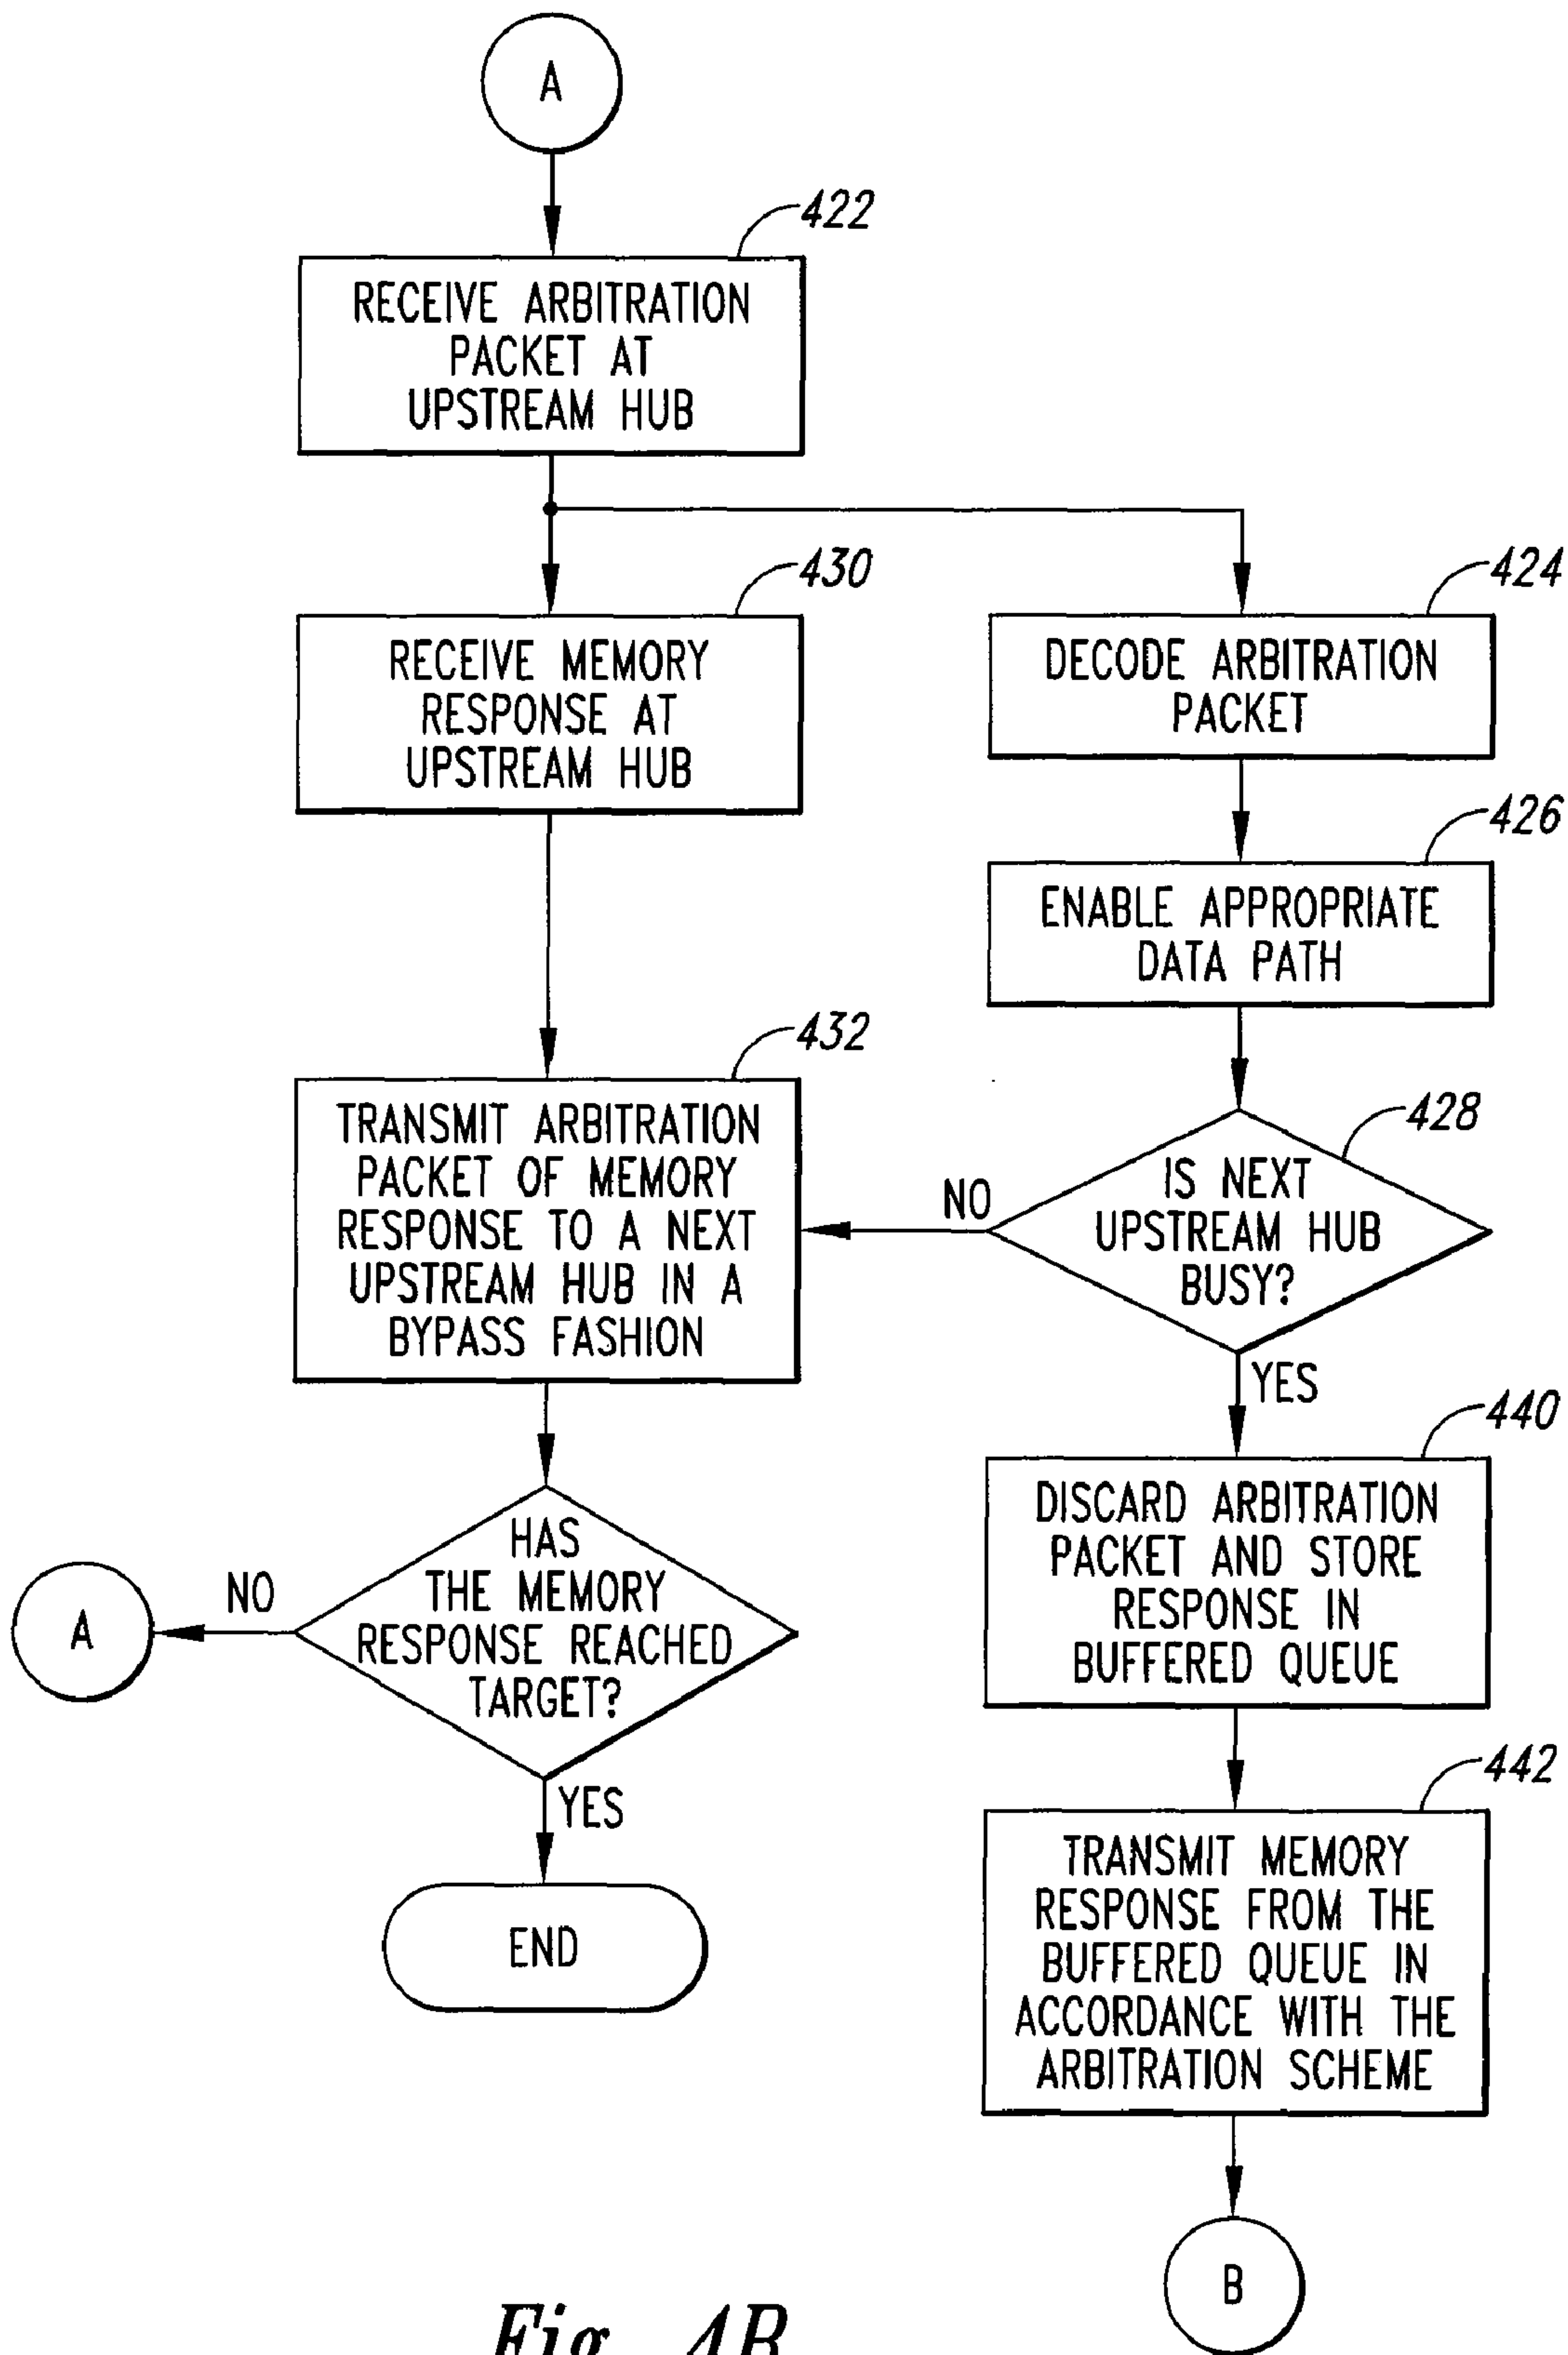 A
422
RECEIVE ARBITRATION
PACKET AT
UPSTREAM HUB
430
RECEIVE MEMORY
RESPONSE AT
UPSTREAM HUB
424
DECODE ARBITRATION
PACKET
426
ENABLE APPROPRIATE
DATA PATH
432
TRANSMIT ARBITRATION
PACKET OF MEMORY
RESPONSE TO A NEXT
UPSTREAM HUB IN A
BYPASS FASHION
428
IS NEXT
UPSTREAM HUB
BUSY?
NO
YES
440
DISCARD ARBITRATION
PACKET AND STORE
RESPONSE IN
BUFFERED QUEUE
HAS
THE MEMORY
RESPONSE REACHED
TARGET?
NO
A
YES
END
442
TRANSMIT MEMORY
RESPONSE FROM THE
BUFFERED QUEUE IN
ACCORDANCE WITH THE
ARBITRATION SCHEME
B
Fig. 4B